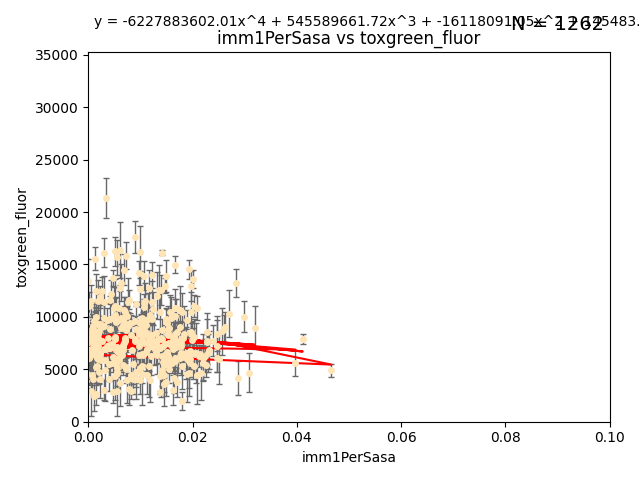 y = -6227883602.01x^4 + 545589661.72x^3 +
N = 1262
imm1PerSasa vs toxgreen_fluor
35000
30000
25000
20000
15000
10000
5000
0
toxgreen_fluor
0.00 0.02 0.04 0.06 0.08 0.10
imm1PerSasa